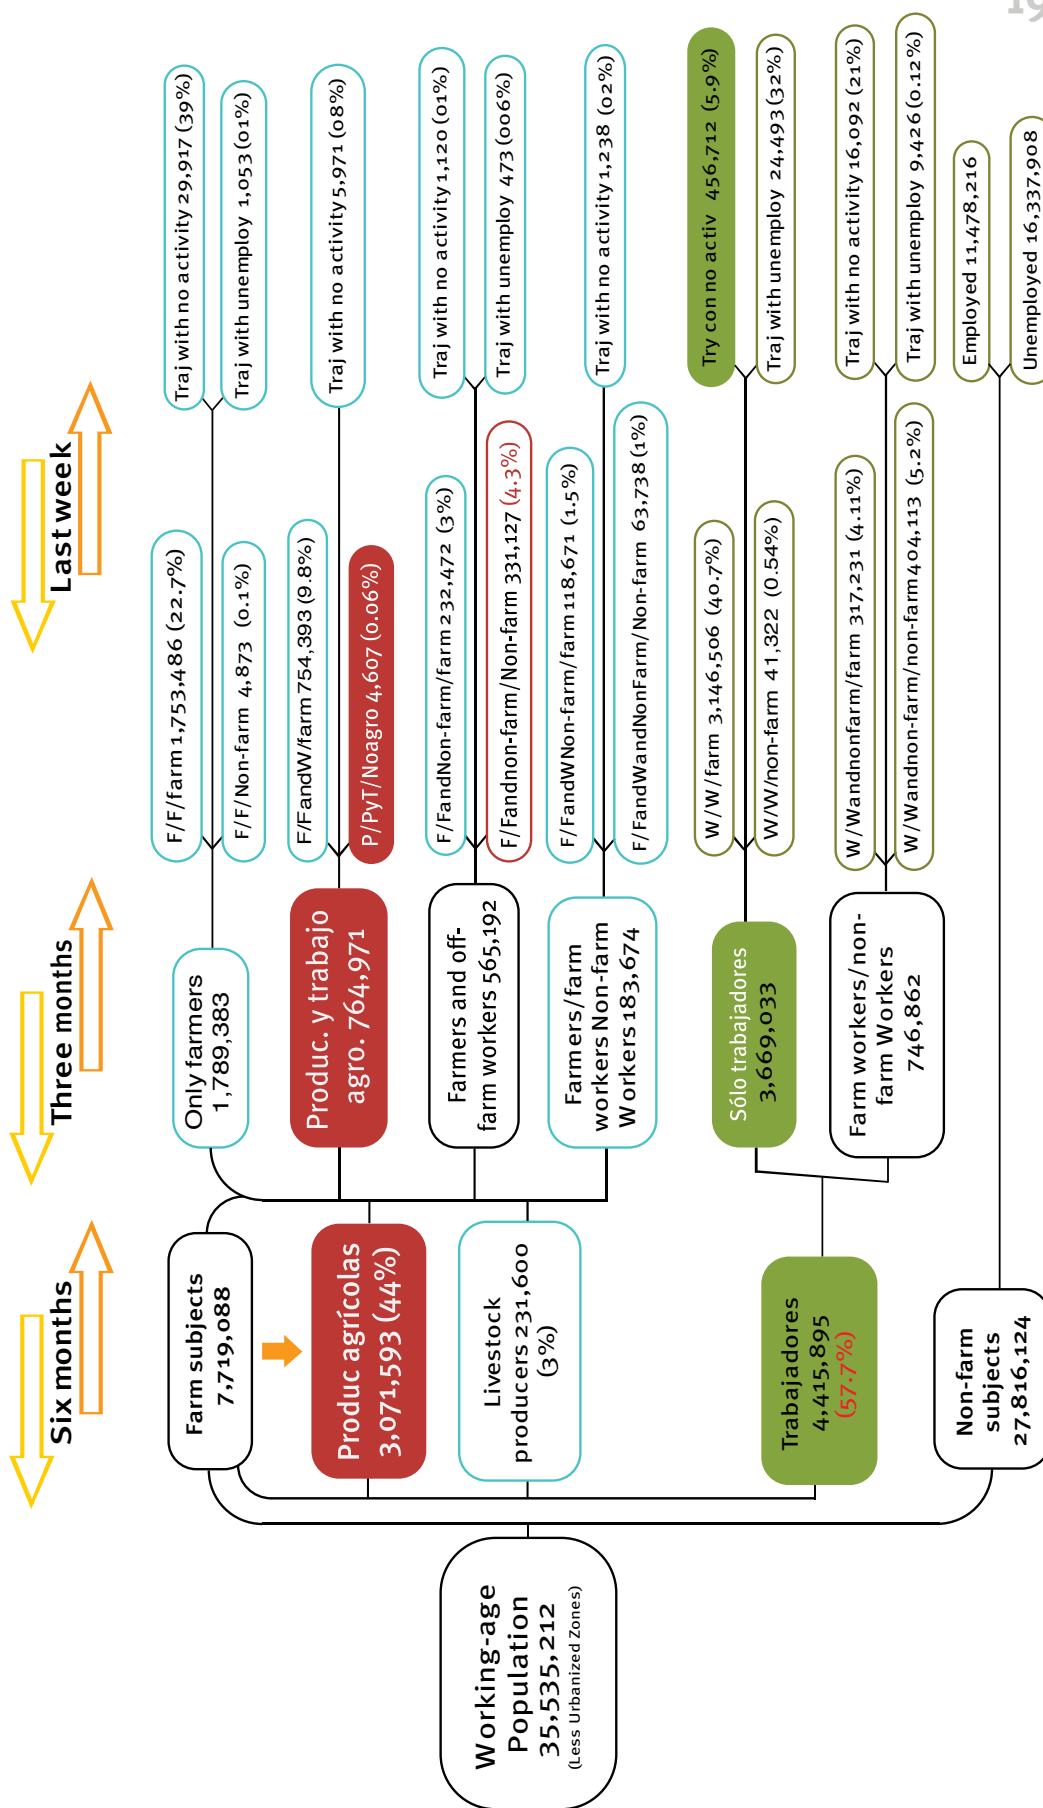 19
Six months
Three months
Last week
Working-age
Population
35,535,212
(Less Urbanized Zones)
Farm subjects
7,719,088
Produc agrícolas
3,071,593 (44%)
Livestock
producers 231,600
(3%)
Trabajadores
4,415,895
(57.7%)
Non-farm
subjects
27,816,124
Only farmers
1,789,383
Produc. y trabajo
agro. 764,971
Farmers and off-
farm workers 565,192
Farmers/farm
workers Non-farm
Workers 183,674
Sólo trabajadores
3,669,033
Farm workers/non-
farm Workers
746,862
F/F/farm 1,753,486 (22.7%)
F/F/Non-farm 4,873 (0.1%)
F/FandW/farm 754,393 (9.8%)
P/PyT/Noagro 4,607 (0.06%)
F/FandNon-farm/farm 232,472 (3%)
F/Fandnon-farm/Non-farm 331,127 (4.3%)
F/FandWNon-farm/farm 118,671 (1.5%)
F/FandWandNonFarm/Non-farm 63,738 (1%)
W/W/farm 3,146,506 (40.7%)
W/W/non-farm 41,322 (0.54%)
W/Wandnonfarm/farm 317,231 (4.11%)
W/Wandnon-farm/non-farm 404,113 (5.2%)
Traj with no activity 29,917 (39%)
Traj with unemploy 1,053 (01%)
Traj with no activity 5,971 (08%)
Traj with no activity 1,120 (01%)
Traj with unemploy 473 (006%)
Traj with no activity 1,238 (02%)
Try con no activ 456,712 (5.9%)
Traj with unemploy 24,493 (32%)
Traj with no activity 16,092 (21%)
Traj with unemploy 9,426 (0.12%)
Employed 11,478,216
Unemployed 16,337,908